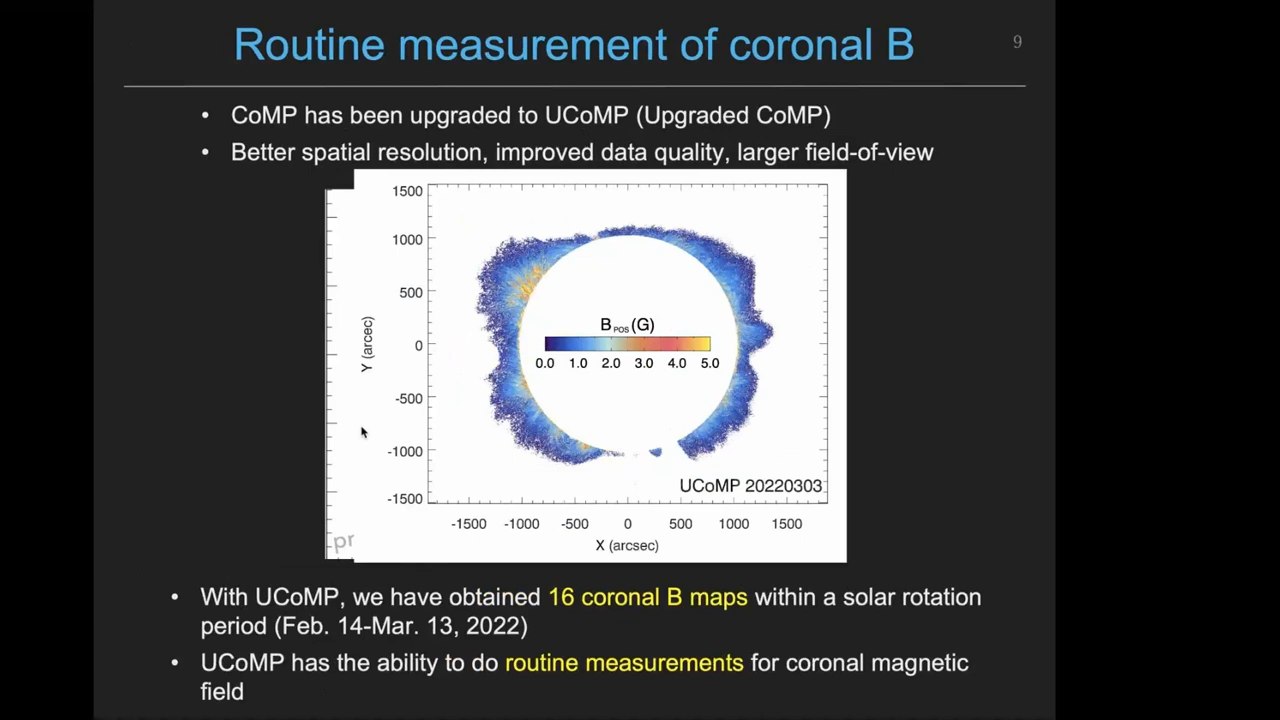 Routine measurement of coronal B
9
• CoMP has been upgraded to UCoMP (Upgraded CoMP)
• Better spatial resolution, improved data quality, larger field-of-view
1500
1000
500
0
-500
-1000
-1500
Y (arcsec)
B POS (G)
0.0 1.0 2.0 3.0 4.0 5.0
UCoMP 20220303
-1500 -1000 -500 0 500 1000 1500
X (arcsec)
pr
• With UCoMP, we have obtained 16 coronal B maps within a solar rotation
period (Feb. 14-Mar. 13, 2022)
• UCoMP has the ability to do routine measurements for coronal magnetic
field